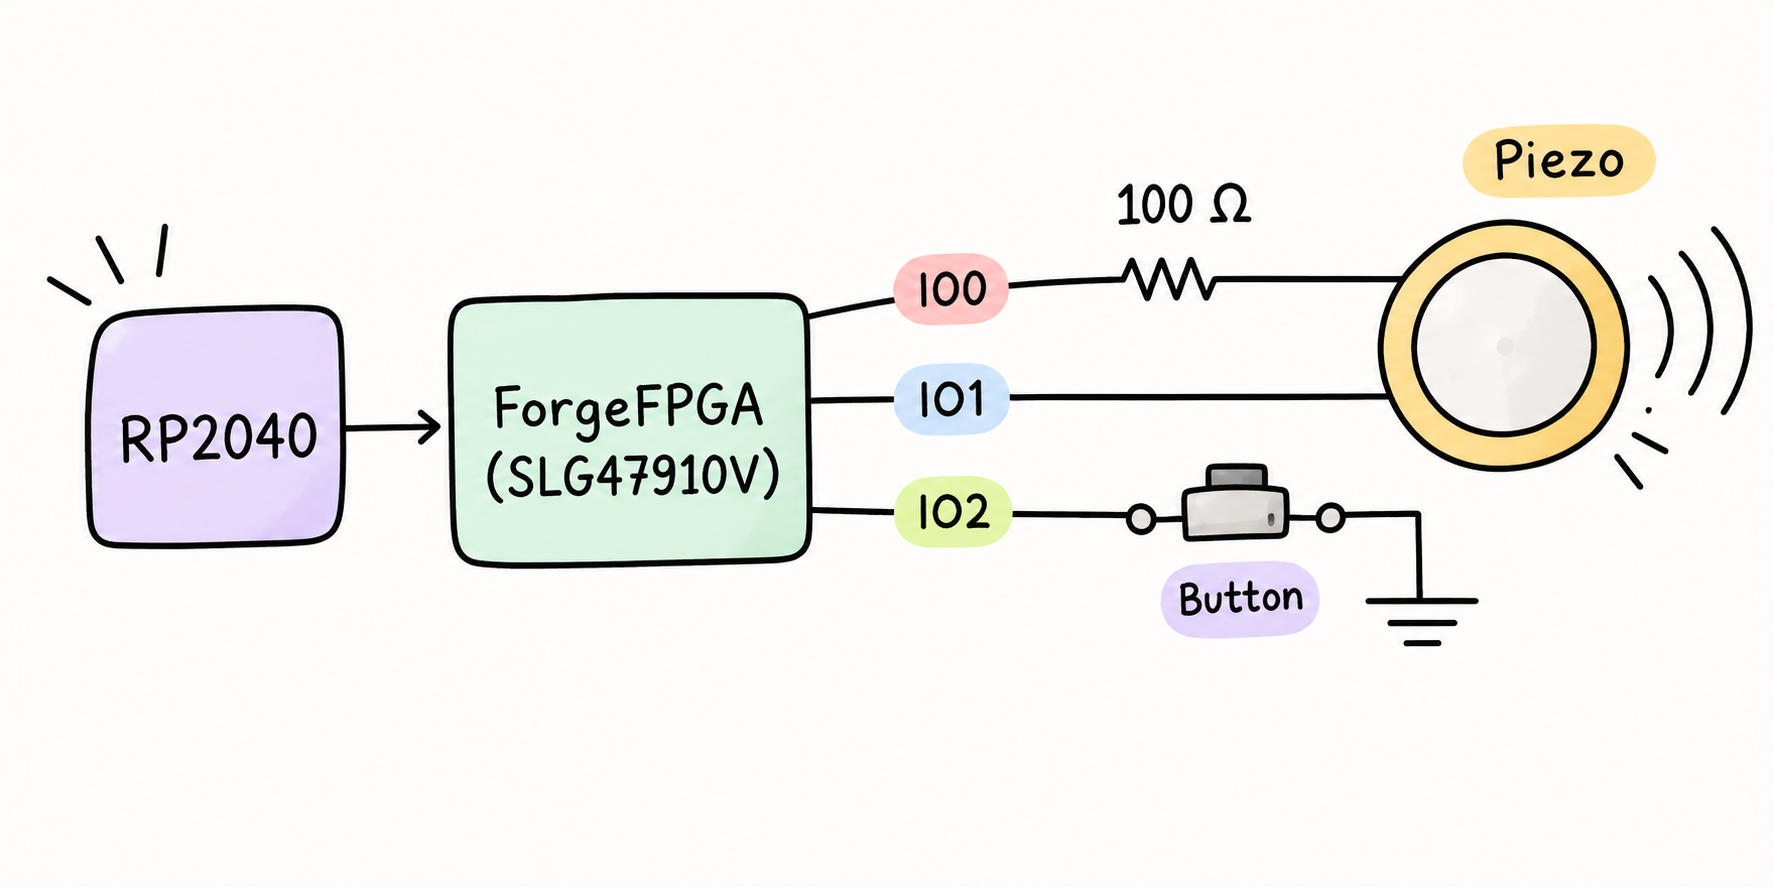 RP2040
ForgeFPGA
(SLG47910V)
IO0
IO1
IO2
100 Ω
Piezo
Button